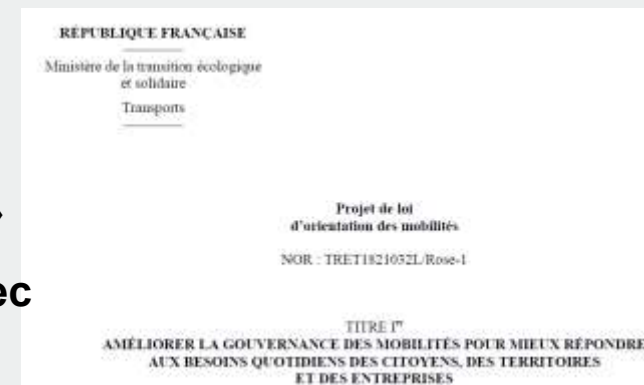 RÉPUBLIQUE FRANÇAISE
Ministère de la transition écologique
et solidaire
Transports
Projet de loi
d'orientation des mobilités
»
NOR : TRET1821032L/Rose-1
ec
TITRE Ier
AMÉLIORER LA GOUVERNANCE DES MOBILITÉS POUR MIEUX RÉPONDRE
AUX BESOINS QUOTIDIENS DES CITOYENS, DES TERRITOIRES
ET DES ENTREPRISES